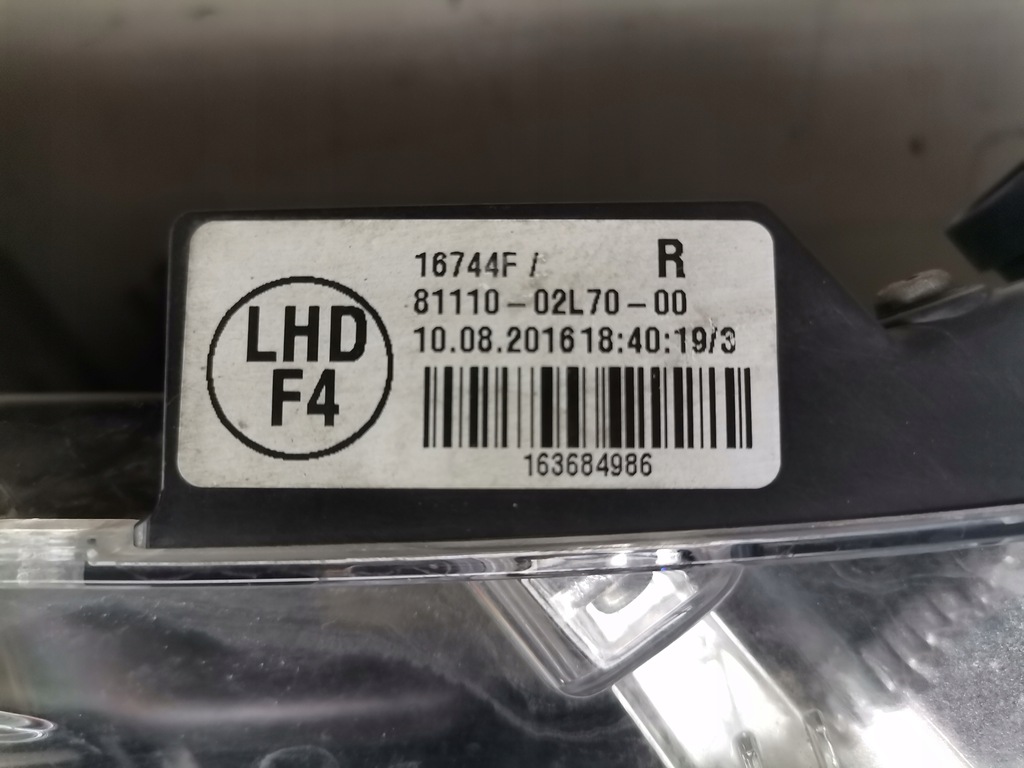 16744F / R
81110-02L70-00
10.08.2016 18:40:19/3
LHD
F4
163684986